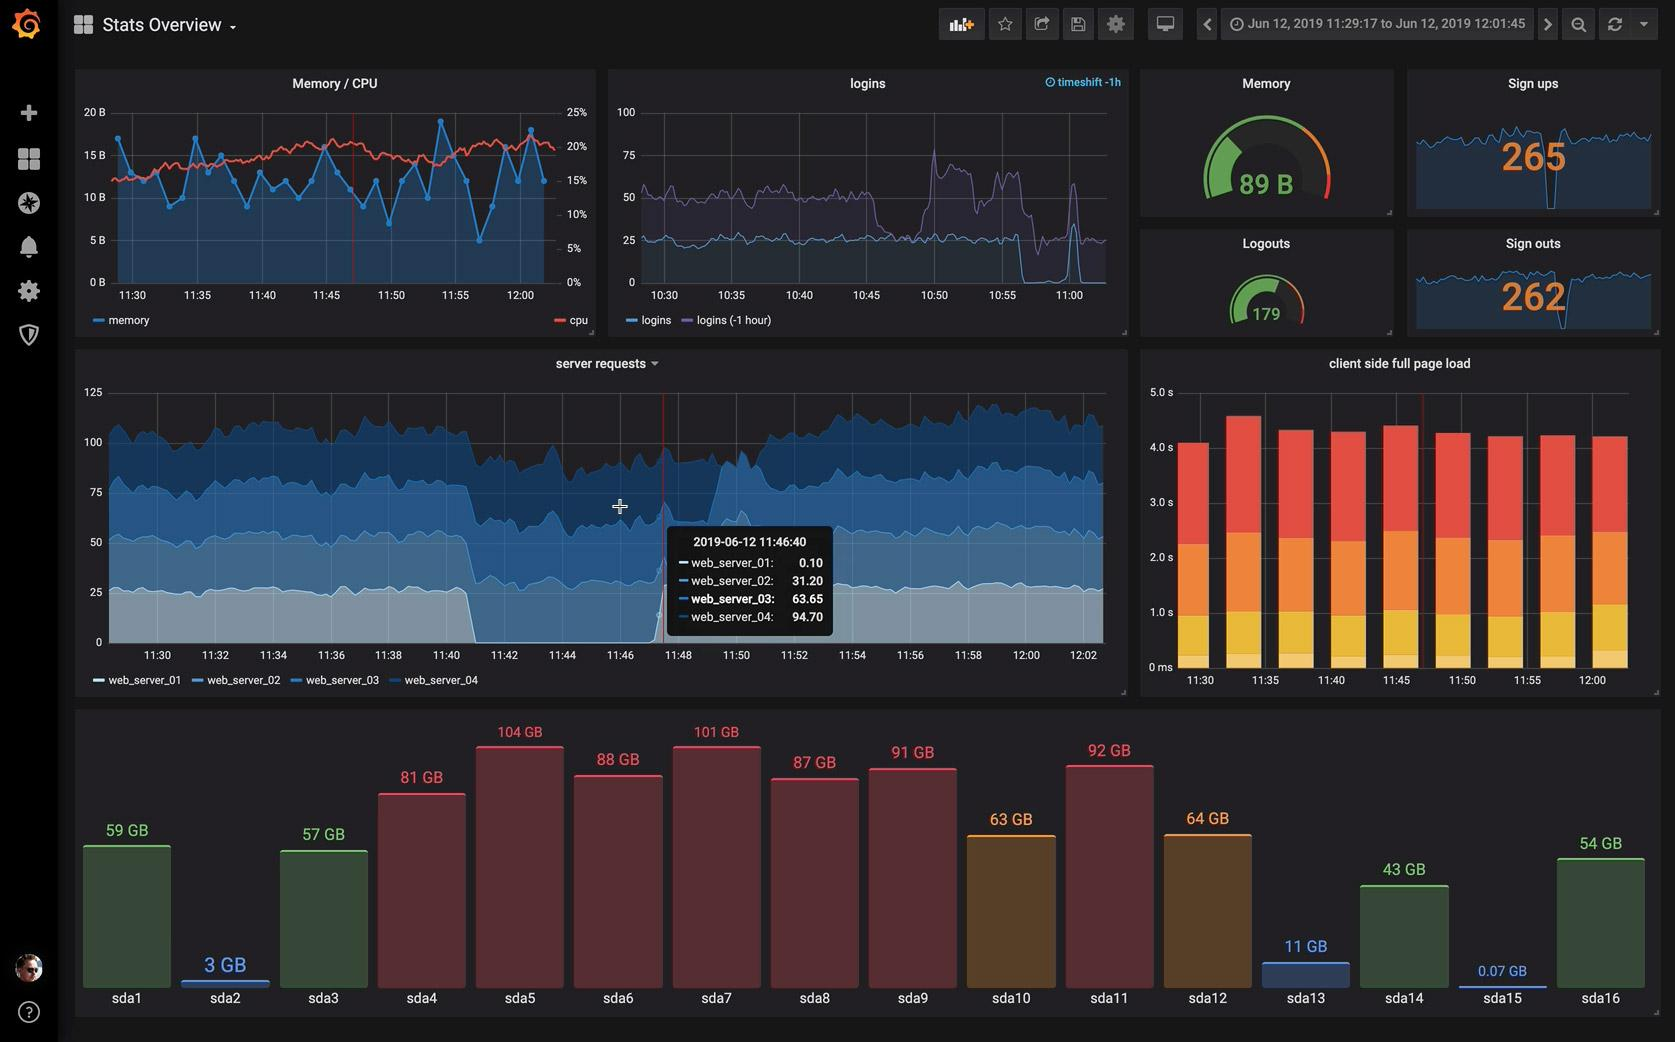 Stats Overview
Jun 12, 2019 11:29:17 to Jun 12, 2019 12:01:45
Memory / CPU
20 B
15 B
10 B
5 B
0 B
25%
20%
15%
10%
5%
0%
11:30 11:35 11:40 11:45 11:50 11:55 12:00
memory cpu
logins
timeshift -1h
100
75
50
25
0
10:30 10:35 10:40 10:45 10:50 10:55 11:00
logins logins (-1 hour)
Memory
89 B
Sign ups
265
Logouts
179
Sign outs
262
server requests
125
100
75
50
25
0
2019-06-12 11:46:40
web_server_01: 0.10
web_server_02: 31.20
web_server_03: 63.65
web_server_04: 94.70
11:30 11:32 11:34 11:36 11:38 11:40 11:42 11:44 11:46 11:48 11:50 11:52 11:54 11:56 11:58 12:00 12:02
web_server_01 web_server_02 web_server_03 web_server_04
client side full page load
5.0 s
4.0 s
3.0 s
2.0 s
1.0 s
0 ms
11:30 11:35 11:40 11:45 11:50 11:55 12:00
59 GB 3 GB 57 GB 81 GB 104 GB 88 GB 101 GB 87 GB 91 GB 63 GB 92 GB 64 GB 11 GB 43 GB 0.07 GB 54 GB
sda1 sda2 sda3 sda4 sda5 sda6 sda7 sda8 sda9 sda10 sda11 sda12 sda13 sda14 sda15 sda16